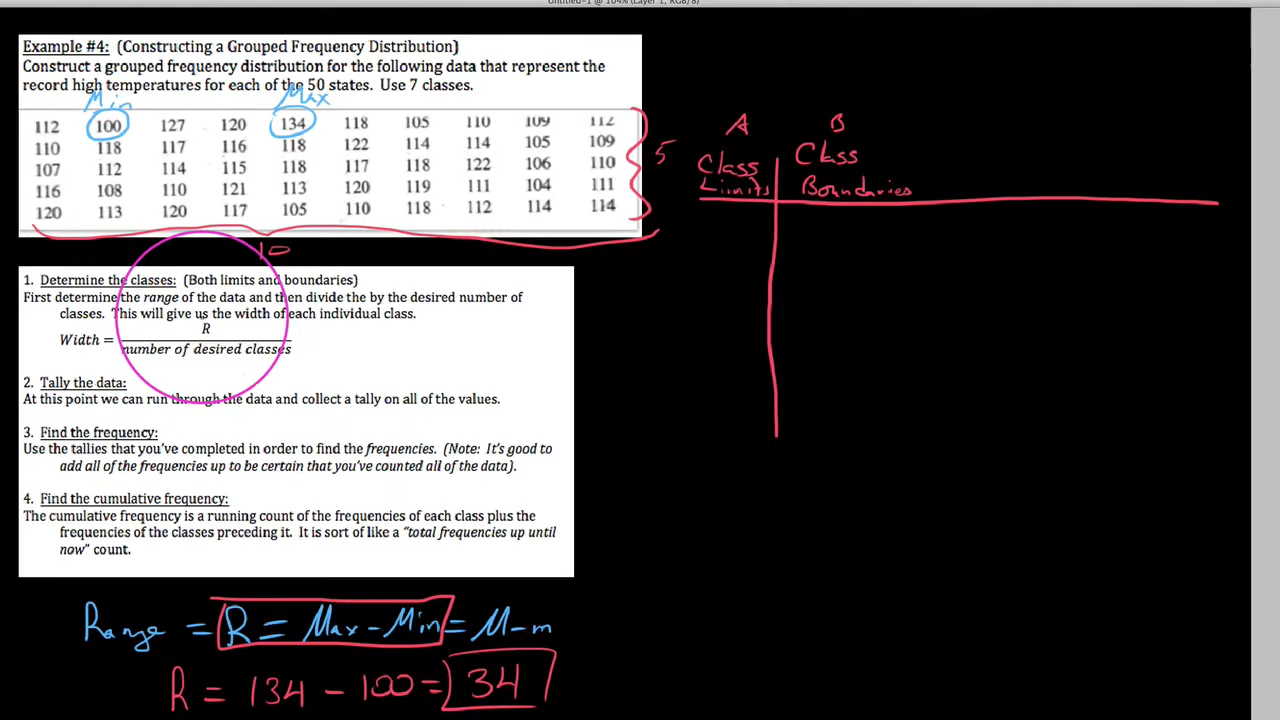 Untitled-1 @ 104% (Layer 1, RGB/8)
Example #4: (Constructing a Grouped Frequency Distribution)
Construct a grouped frequency distribution for the following data that represent the
record high temperatures for each of the 50 states. Use 7 classes.
Min Max
112 100 127 120 134 118 105 110 109 112
110 118 117 116 118 122 114 114 105 109
107 112 114 115 118 117 118 122 106 110
116 108 110 121 113 120 119 111 104 111
120 113 120 117 105 110 118 112 114 114
5
10
A B
Class Class
Limits Boundaries
1. Determine the classes: (Both limits and boundaries)
First determine the range of the data and then divide the by the desired number of
classes. This will give us the width of each individual class.
Width = R
number of desired classes
2. Tally the data:
At this point we can run through the data and collect a tally on all of the values.
3. Find the frequency:
Use the tallies that you've completed in order to find the frequencies. (Note: It's good to
add all of the frequencies up to be certain that you've counted all of the data).
4. Find the cumulative frequency:
The cumulative frequency is a running count of the frequencies of each class plus the
frequencies of the classes preceding it. It is sort of like a "total frequencies up until
now" count.
Range = R = Max - Min = M - m
R = 134 - 100 = 34